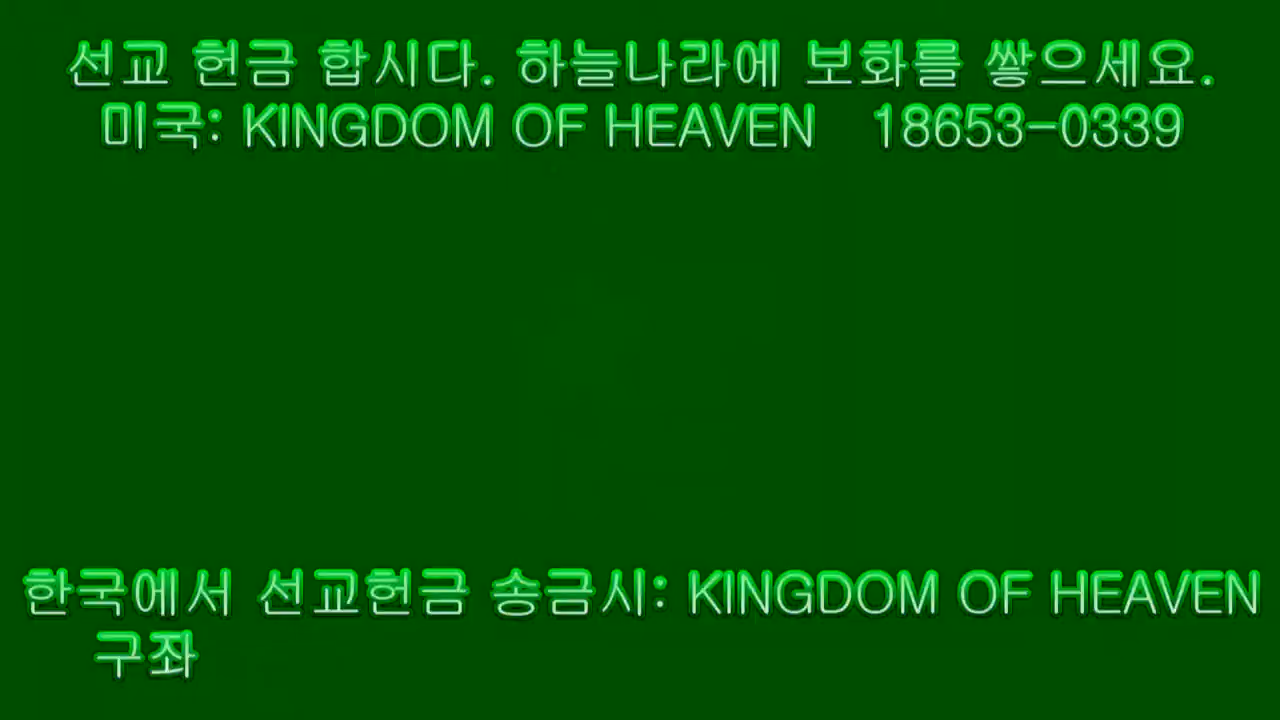 선교 헌금 합시다. 하늘나라에 보화를 쌓으세요.
미국: KINGDOM OF HEAVEN 18653-0339
한국에서 선교헌금 송금시: KINGDOM OF HEAVEN
구좌